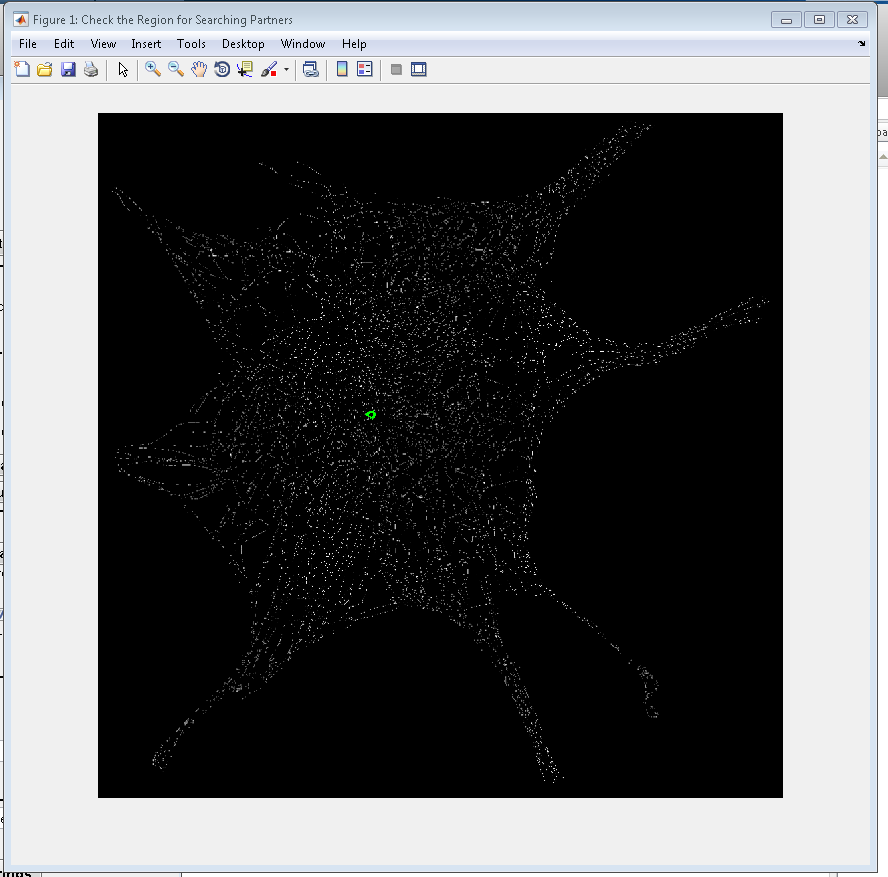 Figure 1: Check the Region for Searching Partners
File Edit View Insert Tools Desktop Window Help